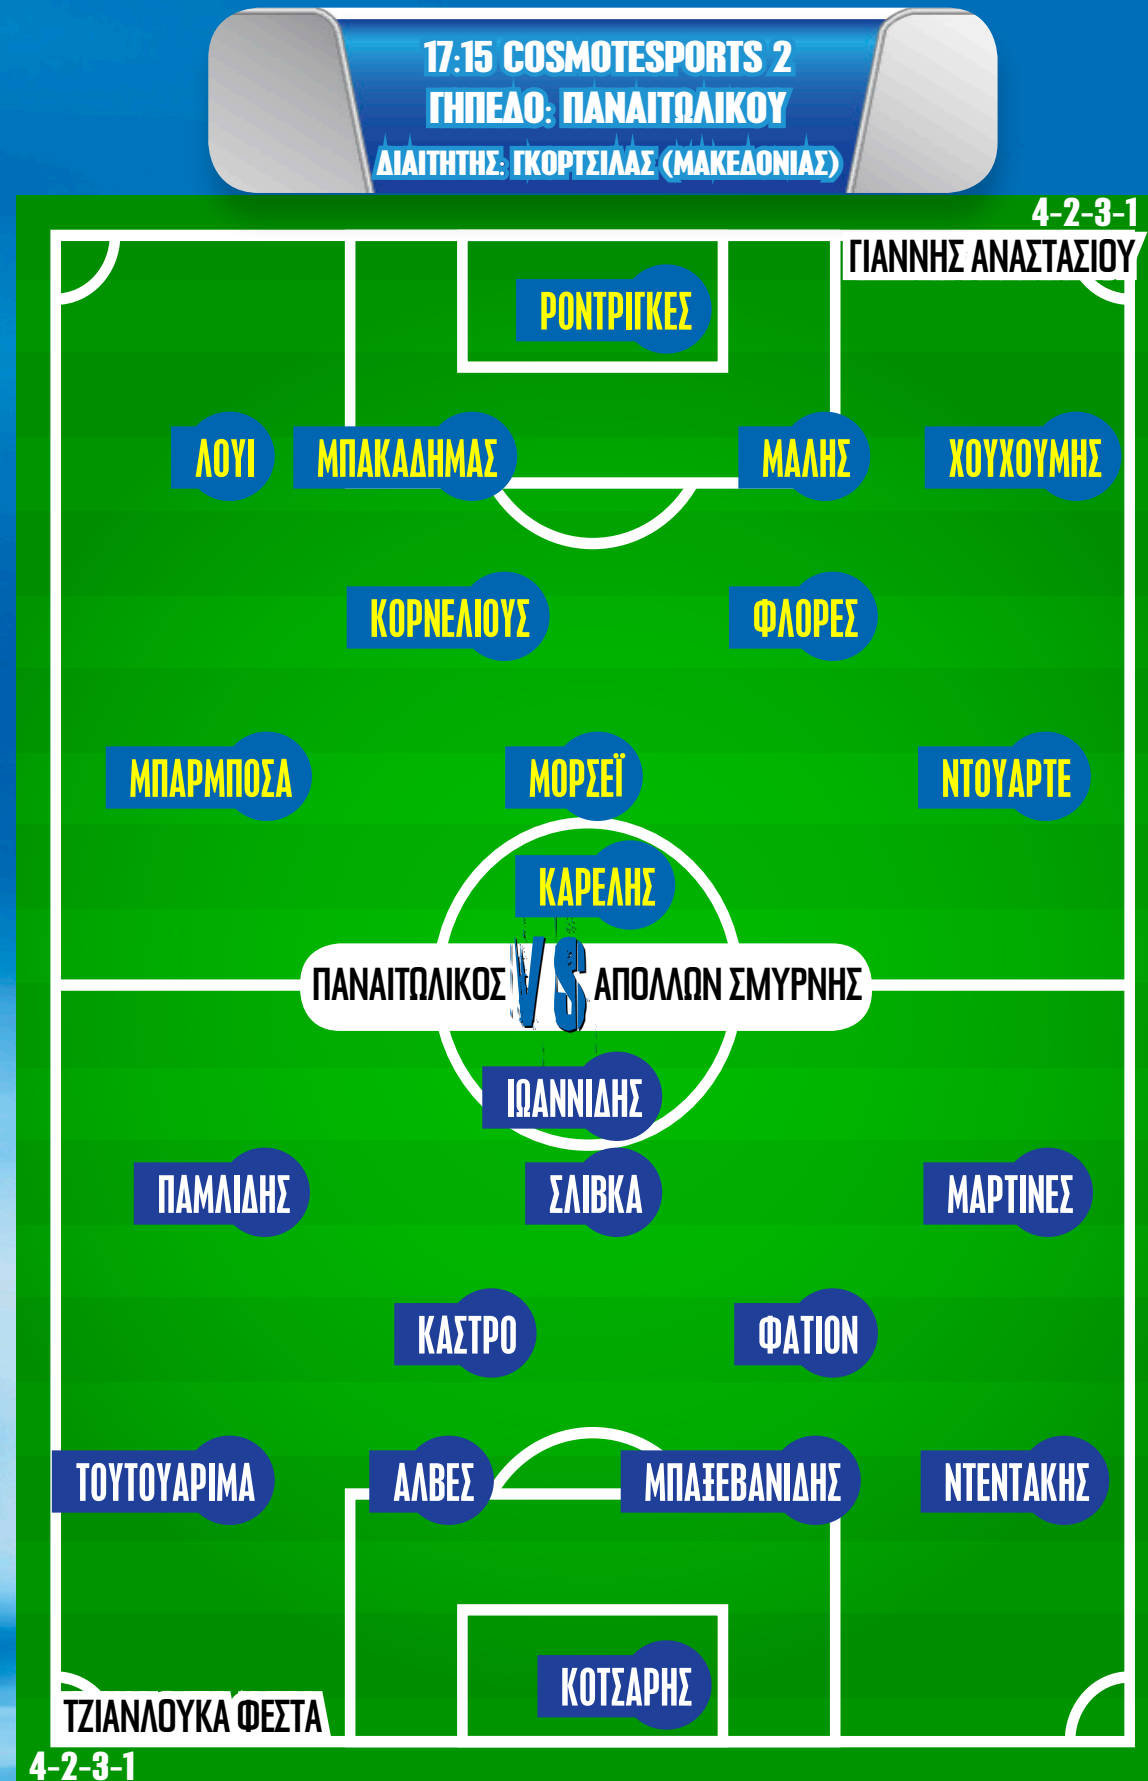 17:15 COSMOTESPORTS 2
ΓΗΠΕΔΟ: ΠΑΝΑΙΤΩΛΙΚΟΥ
ΔΙΑΙΤΗΤΗΣ: ΓΚΟΡΤΣΙΛΑΣ (ΜΑΚΕΔΟΝΙΑΣ)
4-2-3-1
ΓΙΑΝΝΗΣ ΑΝΑΣΤΑΣΙΟΥ
ΡΟΝΤΡΙΓΚΕΣ
ΛΟΥΙ ΜΠΑΚΑΔΗΜΑΣ ΜΑΛΗΣ ΧΟΥΧΟΥΜΗΣ
ΚΟΡΝΕΛΙΟΥΣ ΦΛΟΡΕΣ
ΜΠΑΡΜΠΟΣΑ ΜΟΡΣΕΪ ΝΤΟΥΑΡΤΕ
ΚΑΡΕΛΗΣ
ΠΑΝΑΙΤΩΛΙΚΟΣ VS ΑΠΟΛΛΩΝ ΣΜΥΡΝΗΣ
ΙΩΑΝΝΙΔΗΣ
ΠΑΜΛΙΔΗΣ ΣΛΙΒΚΑ ΜΑΡΤΙΝΕΣ
ΚΑΣΤΡΟ ΦΑΤΙΟΝ
ΤΟΥΤΟΥΑΡΙΜΑ ΑΛΒΕΣ ΜΠΑΞΕΒΑΝΙΔΗΣ ΝΤΕΝΤΑΚΗΣ
ΚΟΤΣΑΡΗΣ
ΤΖΙΑΝΛΟΥΚΑ ΦΕΣΤΑ
4-2-3-1